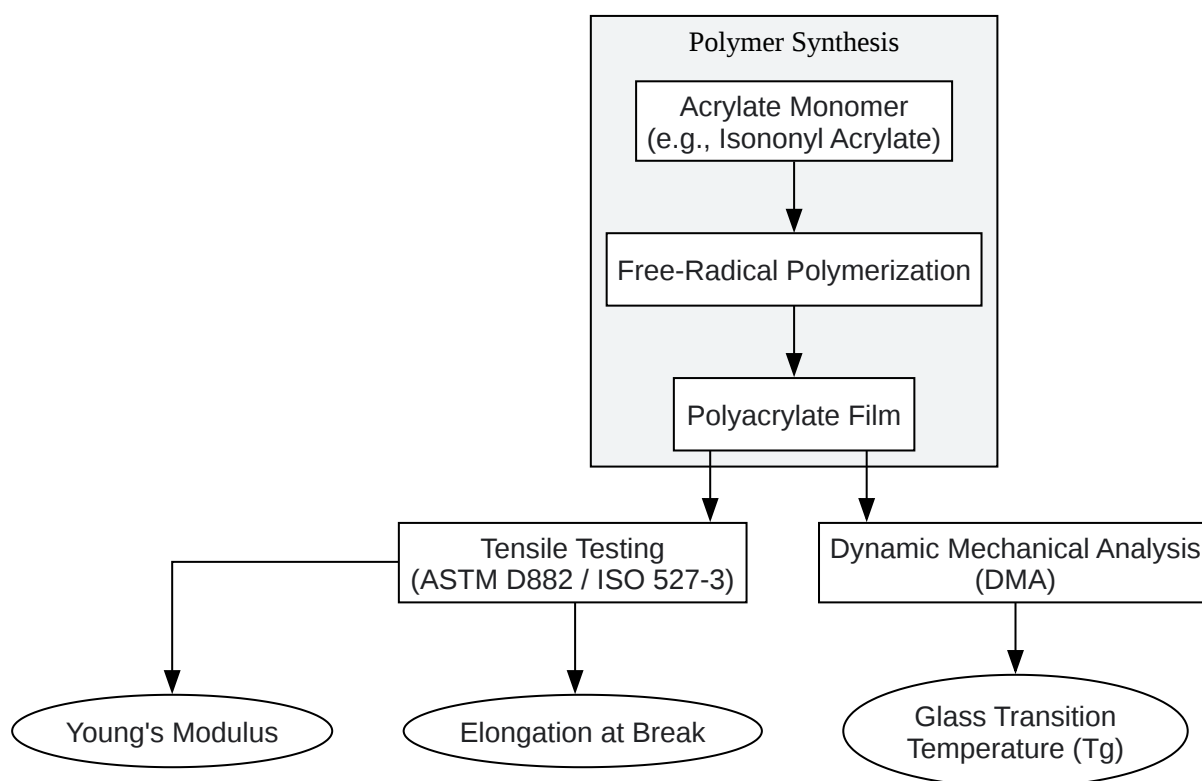 Polymer Synthesis
Acrylate Monomer
(e.g., Isononyl Acrylate)
Free-Radical Polymerization
Polyacrylate Film
Tensile Testing
(ASTM D882 / ISO 527-3)
Dynamic Mechanical Analysis
(DMA)
Young's Modulus
Elongation at Break
Glass Transition
Temperature (Tg)